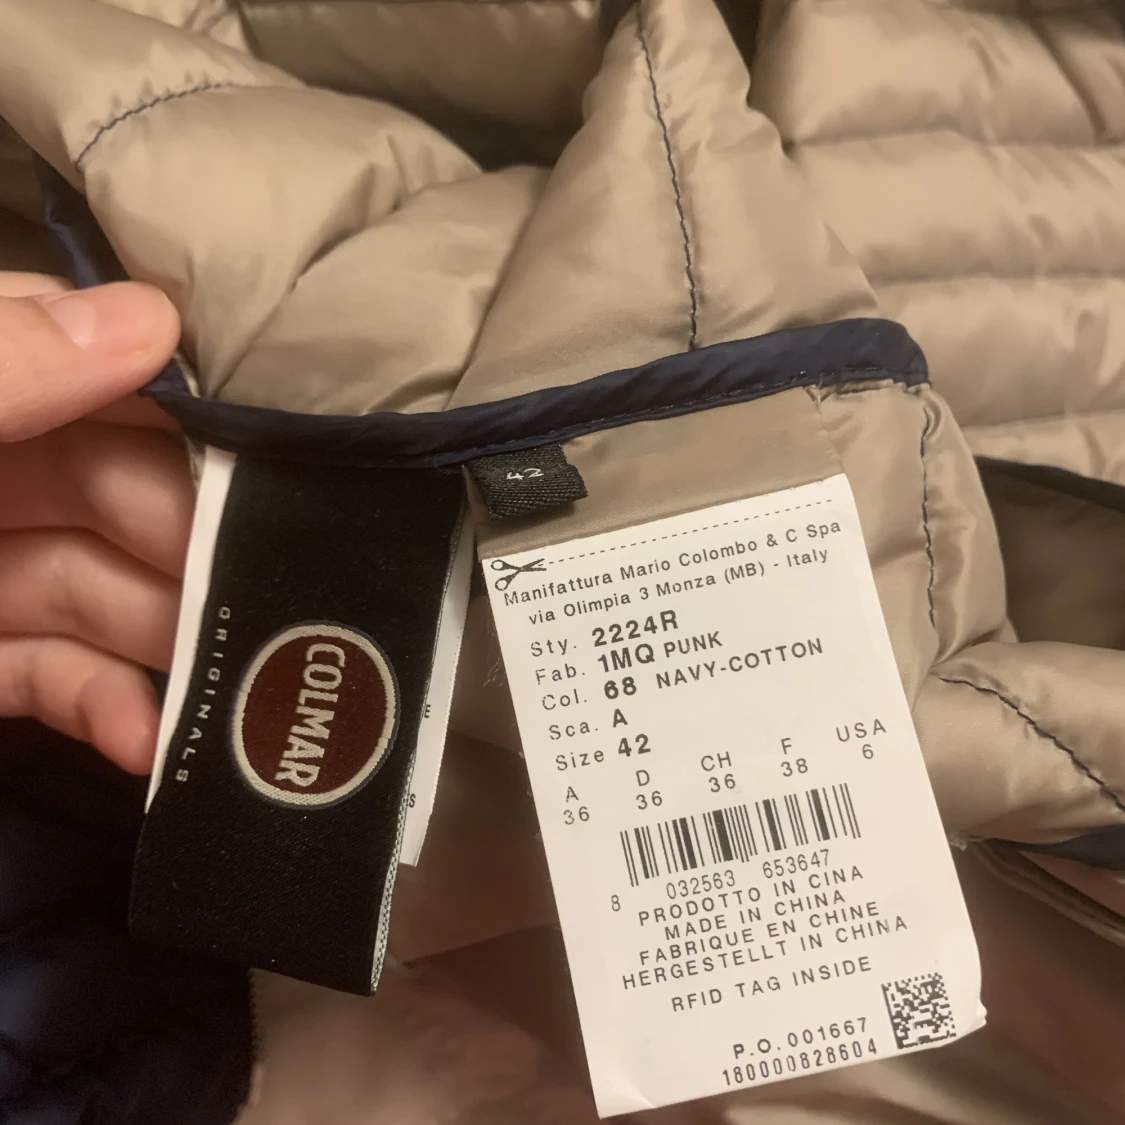 42
ORIGINALS
COLMAR
E
S
Manifattura Mario Colombo & C Spa
via Olimpia 3 Monza (MB) - Italy
Sty. 2224R
Fab. 1MQ PUNK
Col. 68 NAVY-COTTON
Sca. A
Size 42
A D CH F USA
36 36 36 38 6
8 032563 653647
PRODOTTO IN CINA
MADE IN CHINA
FABRIQUE EN CHINE
HERGESTELLT IN CHINA
RFID TAG INSIDE
P.O. 001667
180000828604